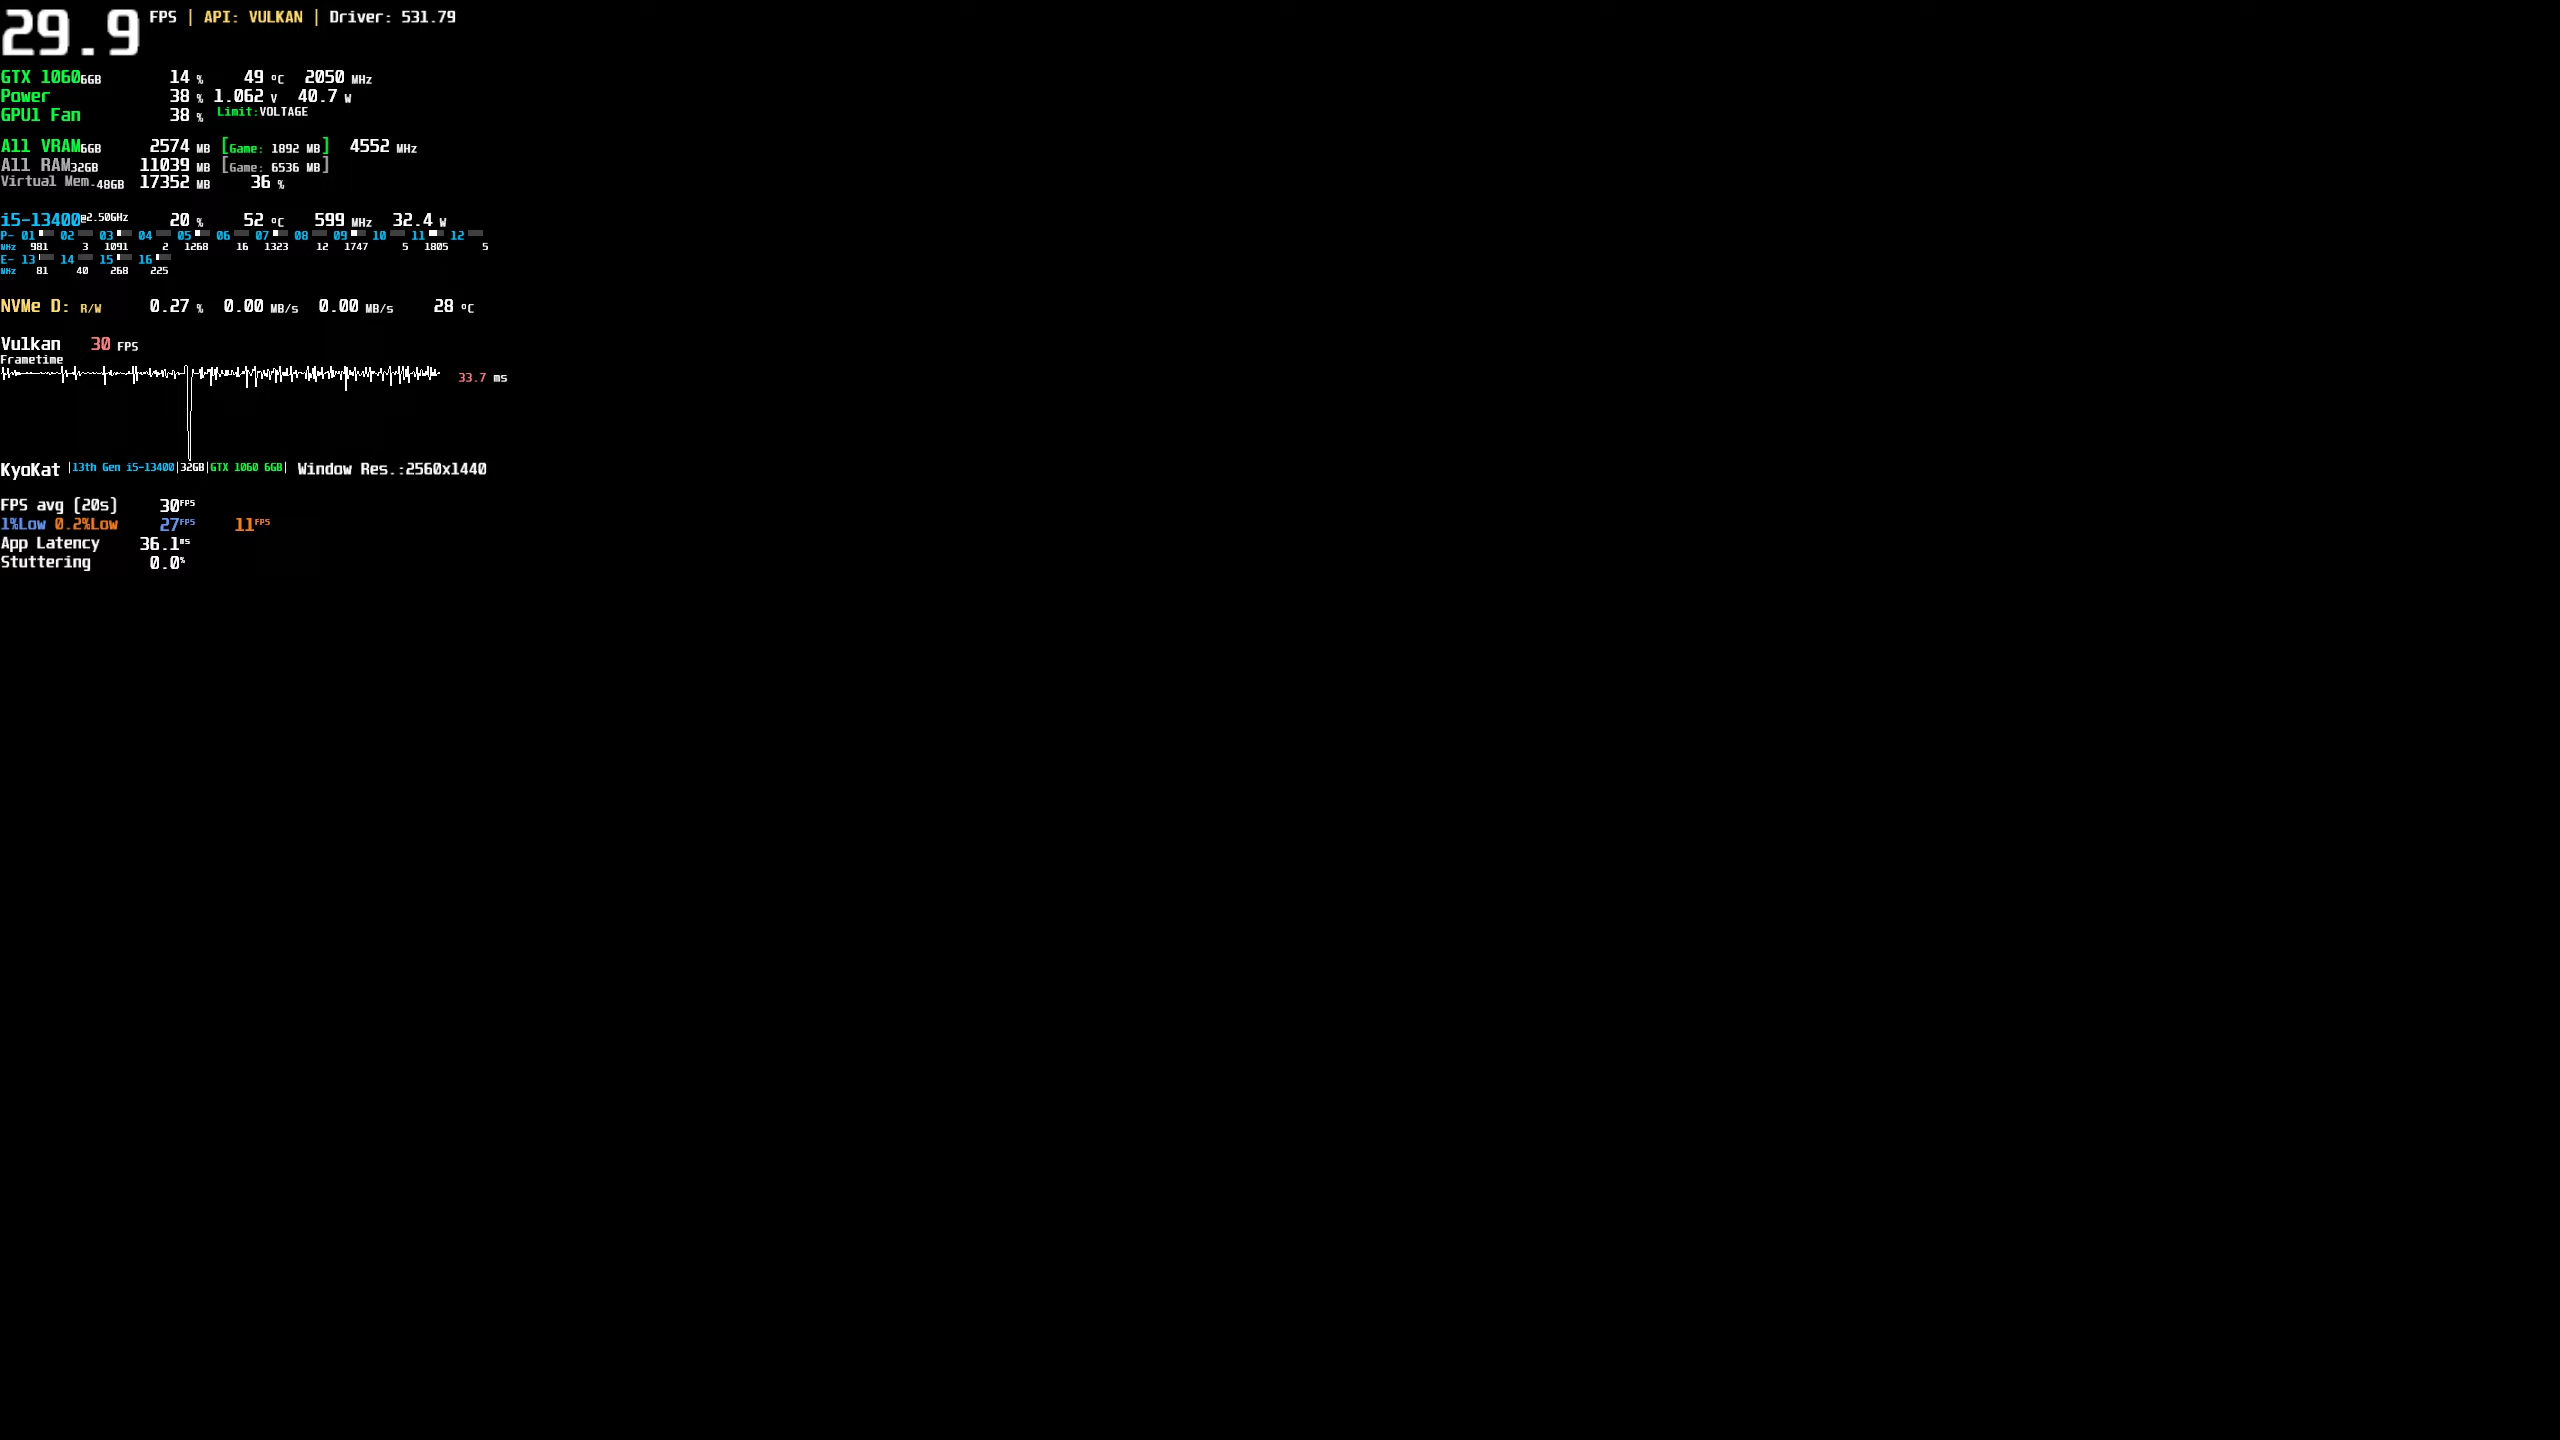 29.9 FPS | API: VULKAN | Driver: 531.79
GTX 1060 6GB 14 % 49 °C 2050 MHz
Power 38 % 1.062 V 40.7 W
GPU1 Fan 38 % Limit:VOLTAGE
All VRAM 6GB 2574 MB [Game: 1892 MB] 4552 MHz
All RAM 32GB 11039 MB [Game: 6536 MB]
Virtual Mem. 48GB 17352 MB 36 %
i5-13400 @2.50GHz 20 % 52 °C 599 MHz 32.4 W
P- 01 02 03 04 05 06 07 08 09 10 11 12
MHz 981 3 1091 2 1268 16 1323 12 1747 5 1805 5
E- 13 14 15 16
MHz 81 40 268 225
NVMe D: R/W 0.27 % 0.00 MB/s 0.00 MB/s 28 °C
Vulkan 30 FPS
Frametime
33.7 ms
KyoKat |13th Gen i5-13400|32GB|GTX 1060 6GB| Window Res.:2560x1440
FPS avg [20s] 30 FPS
1%Low 0.2%Low 27 FPS 11 FPS
App Latency 36.1 ms
Stuttering 0.0 %